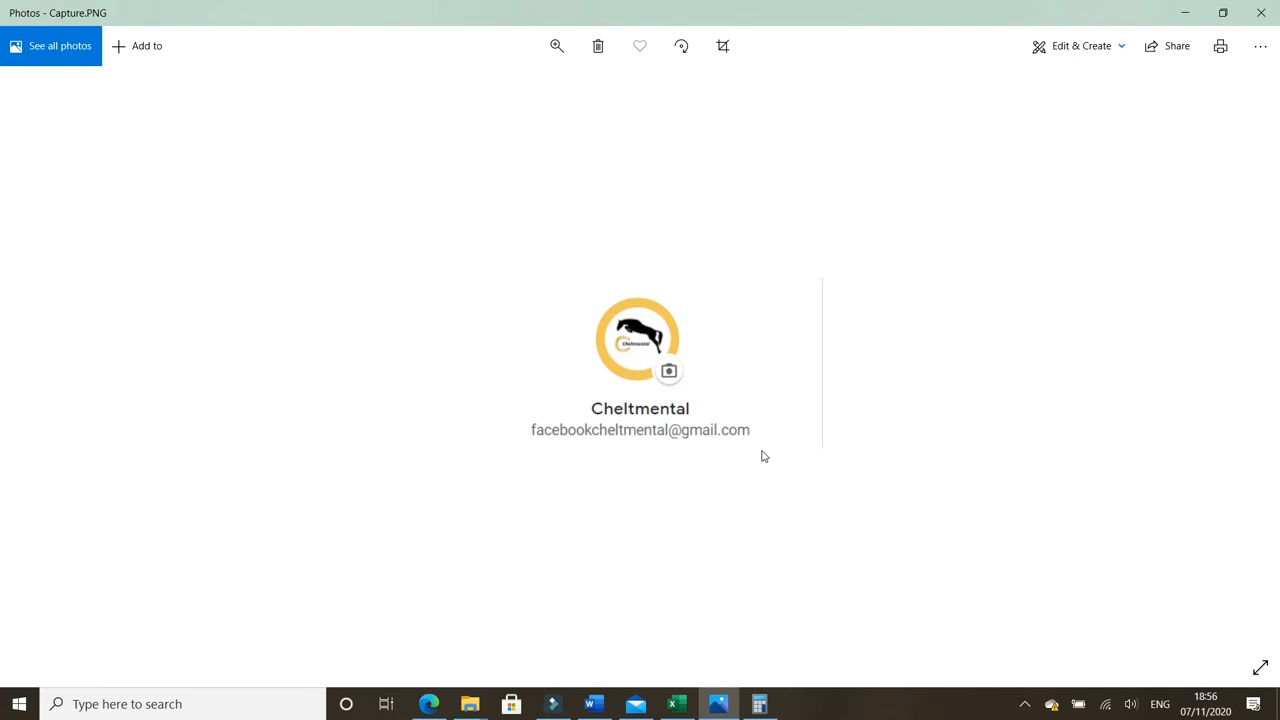 Photos - Capture.PNG
See all photos
Add to
Edit & Create
Share
Cheltmental
Cheltmental
facebookcheltmental@gmail.com
Type here to search
ENG
18:56
07/11/2020